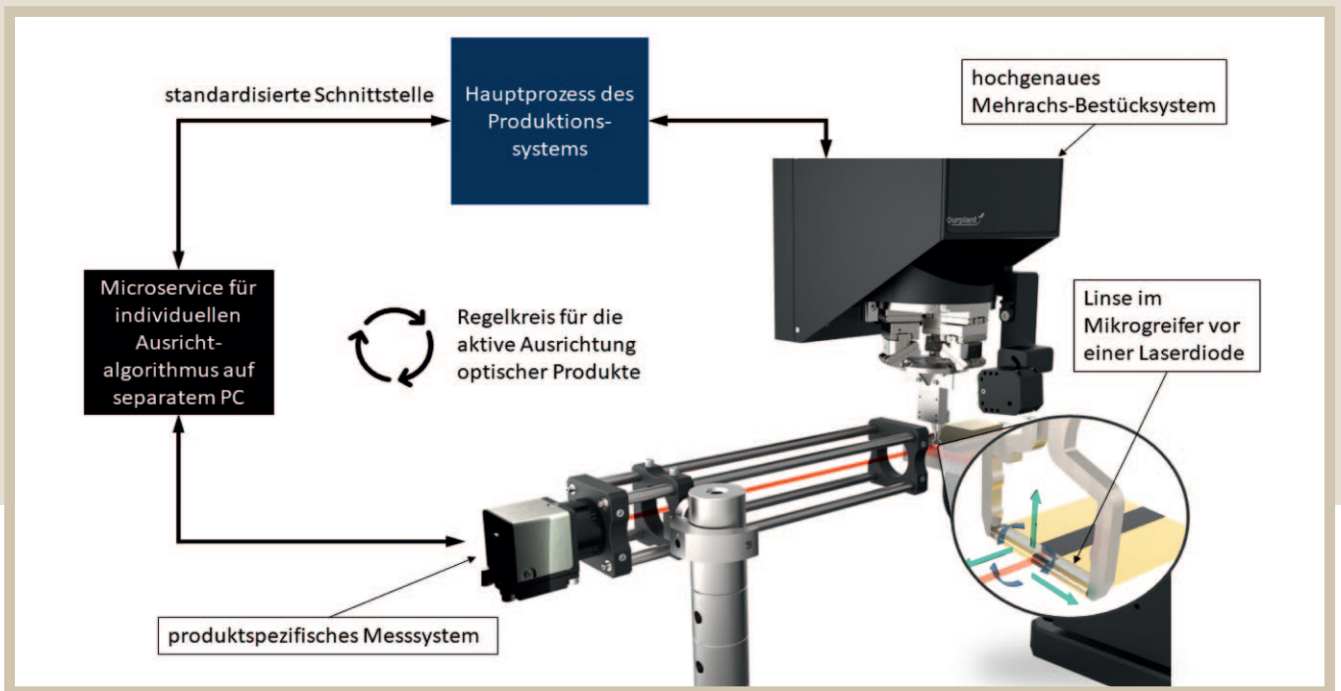 standardisierte Schnittstelle
Hauptprozess des
Produktions-
systems
hochgenaues
Mehrachs-Bestücksystem
Ourplant
Microservice für
individuellen
Ausricht-
algorithmus auf
separatem PC
Regelkreis für die
aktive Ausrichtung
optischer Produkte
Linse im
Mikrogreifer vor
einer Laserdiode
produktspezifisches Messsystem